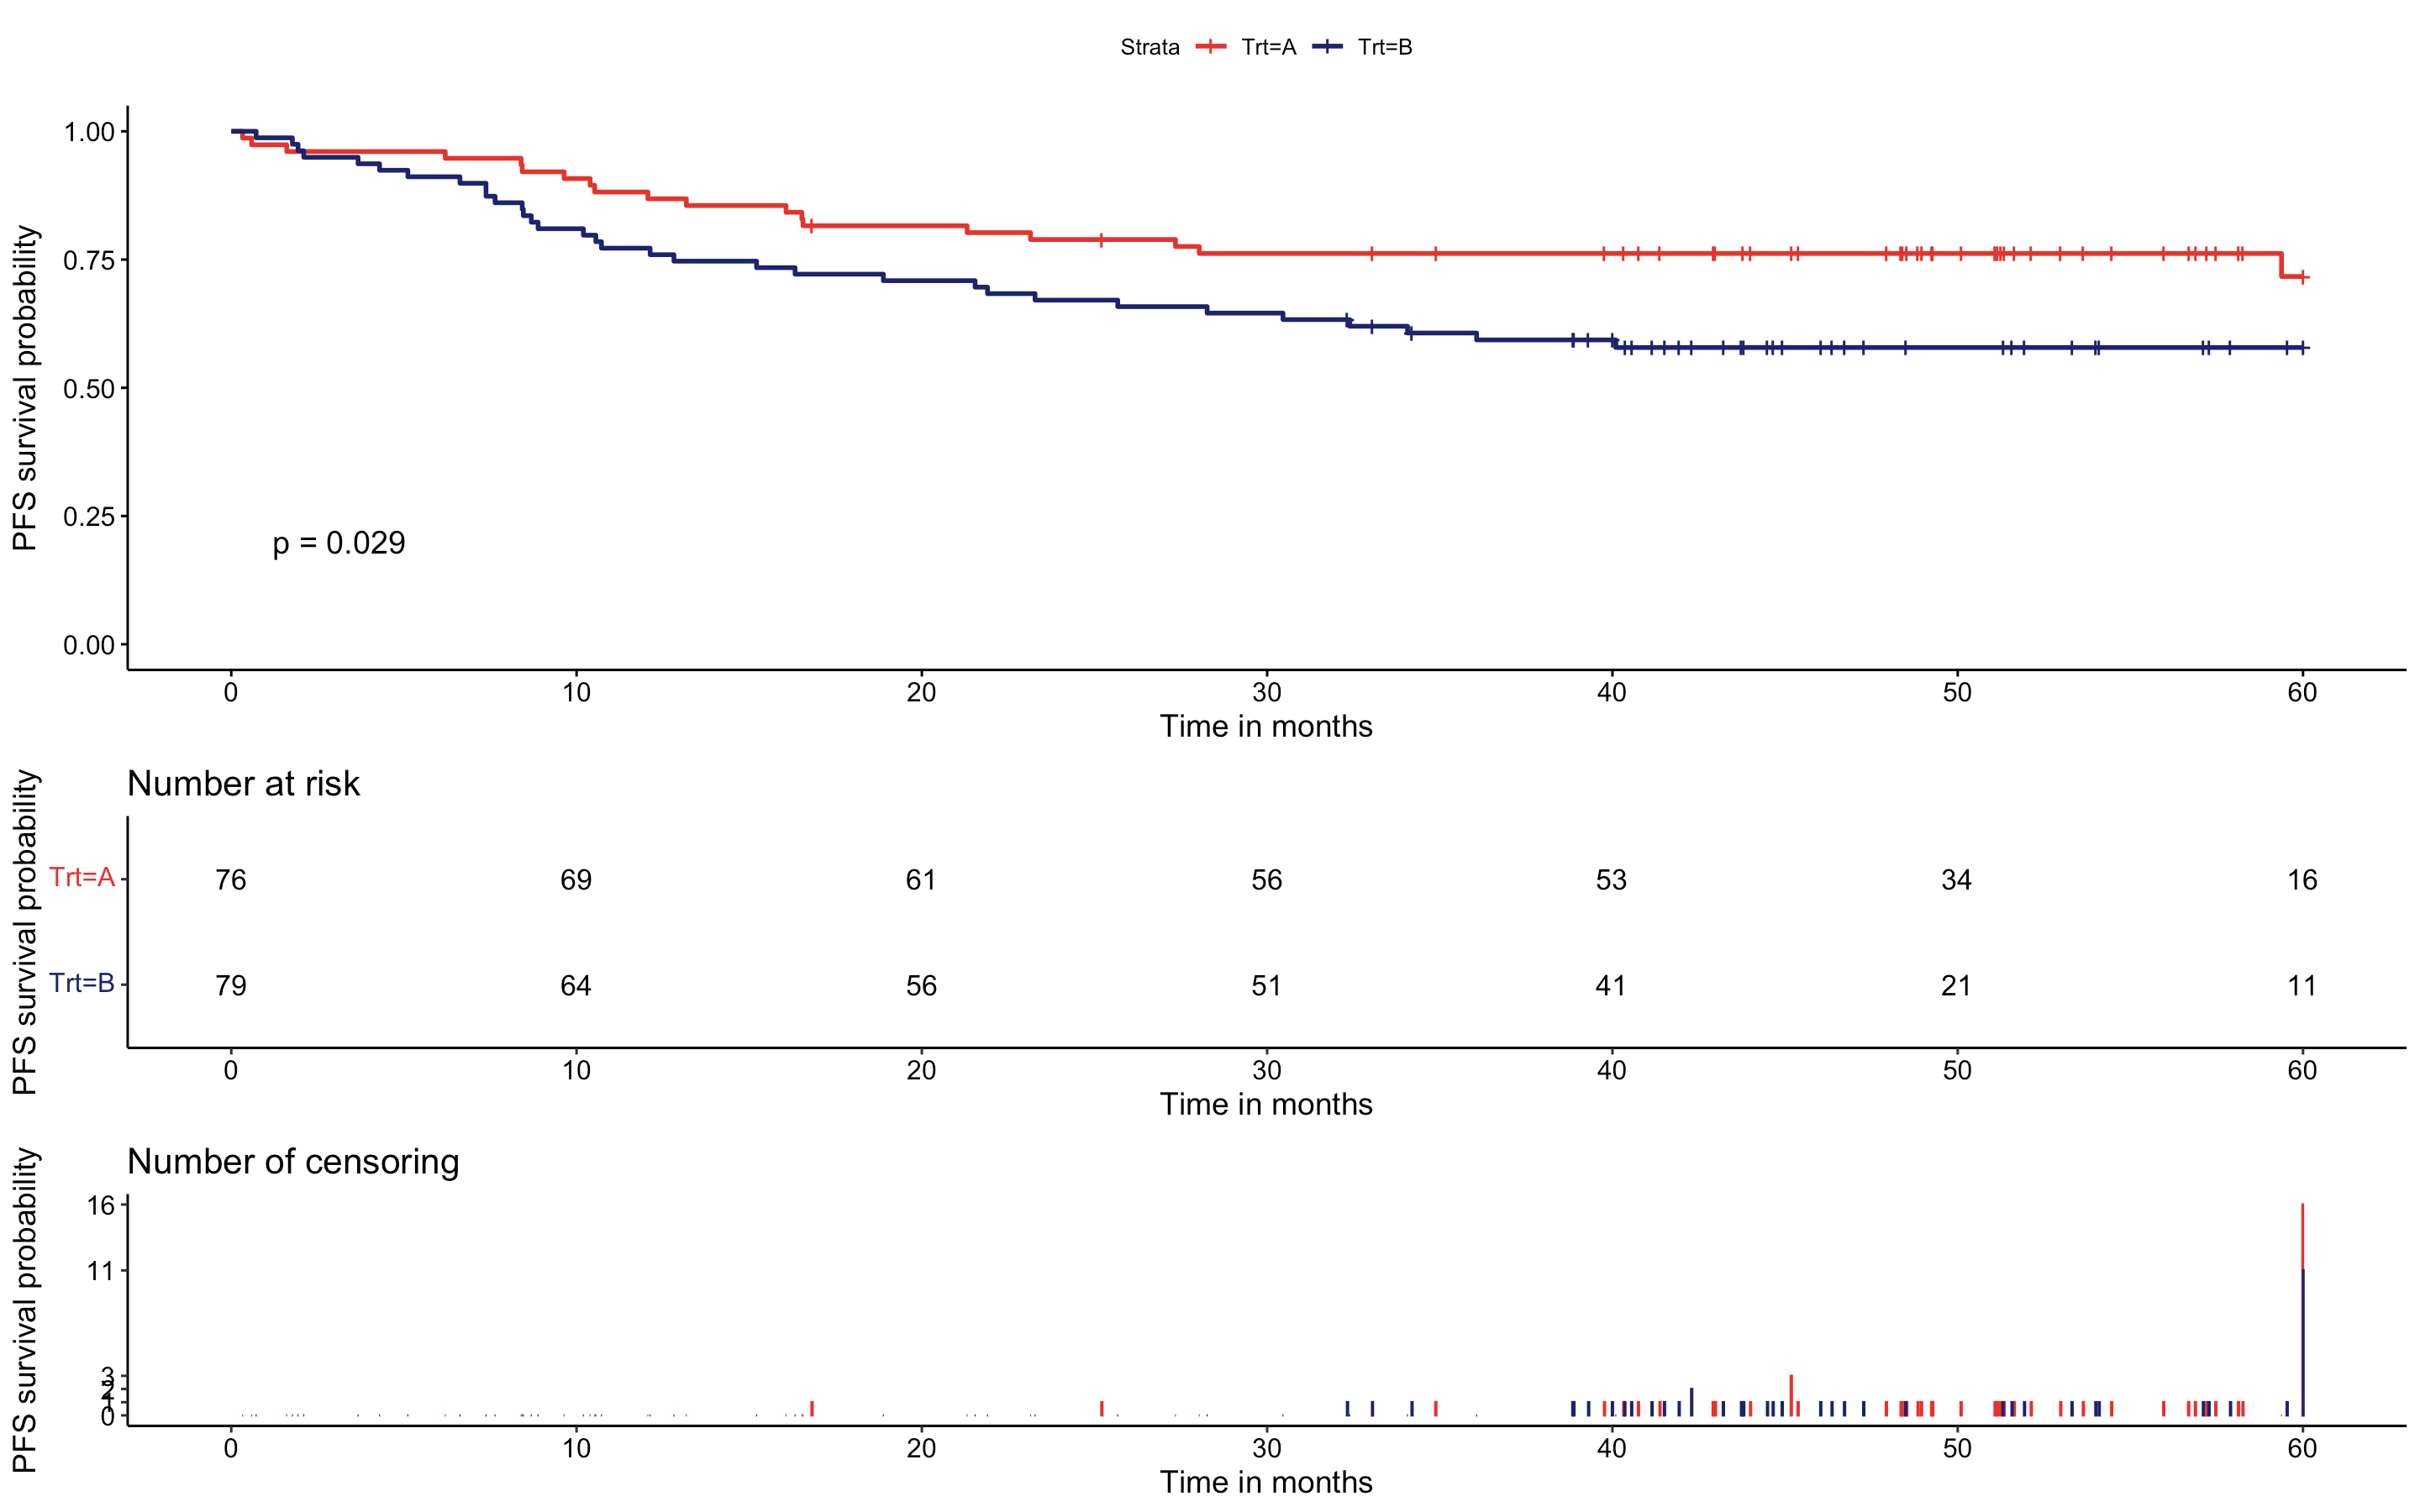 Strata Trt=A Trt=B
PFS survival probability
1.00
0.75
0.50
0.25
0.00
p = 0.029
0 10 20 30 40 50 60
Time in months
Number at risk
PFS survival probability
Trt=A 76 69 61 56 53 34 16
Trt=B 79 64 56 51 41 21 11
0 10 20 30 40 50 60
Time in months
Number of censoring
PFS survival probability
16
11
3
2
1
0
0 10 20 30 40 50 60
Time in months